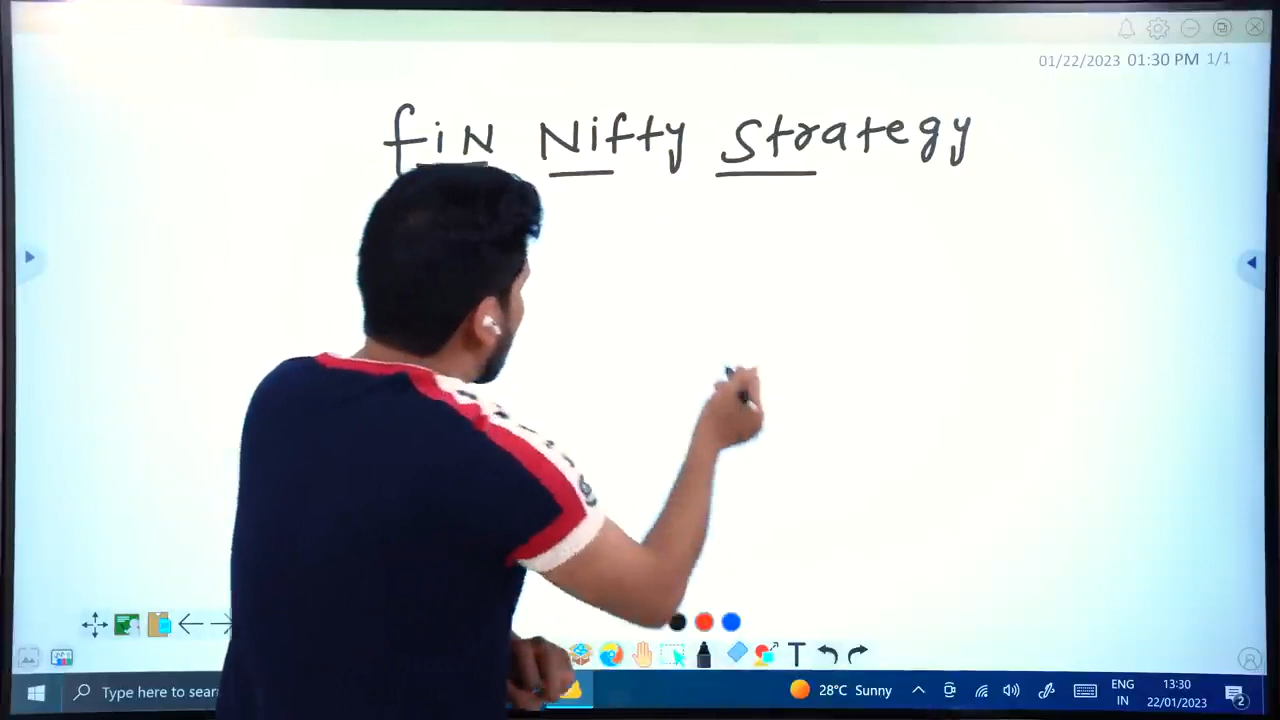 01/22/2023 01:30 PM 1/1
fiN Nifty Strategy
T
Type here to sear
28°C Sunny
ENG
IN
13:30
22/01/2023
2